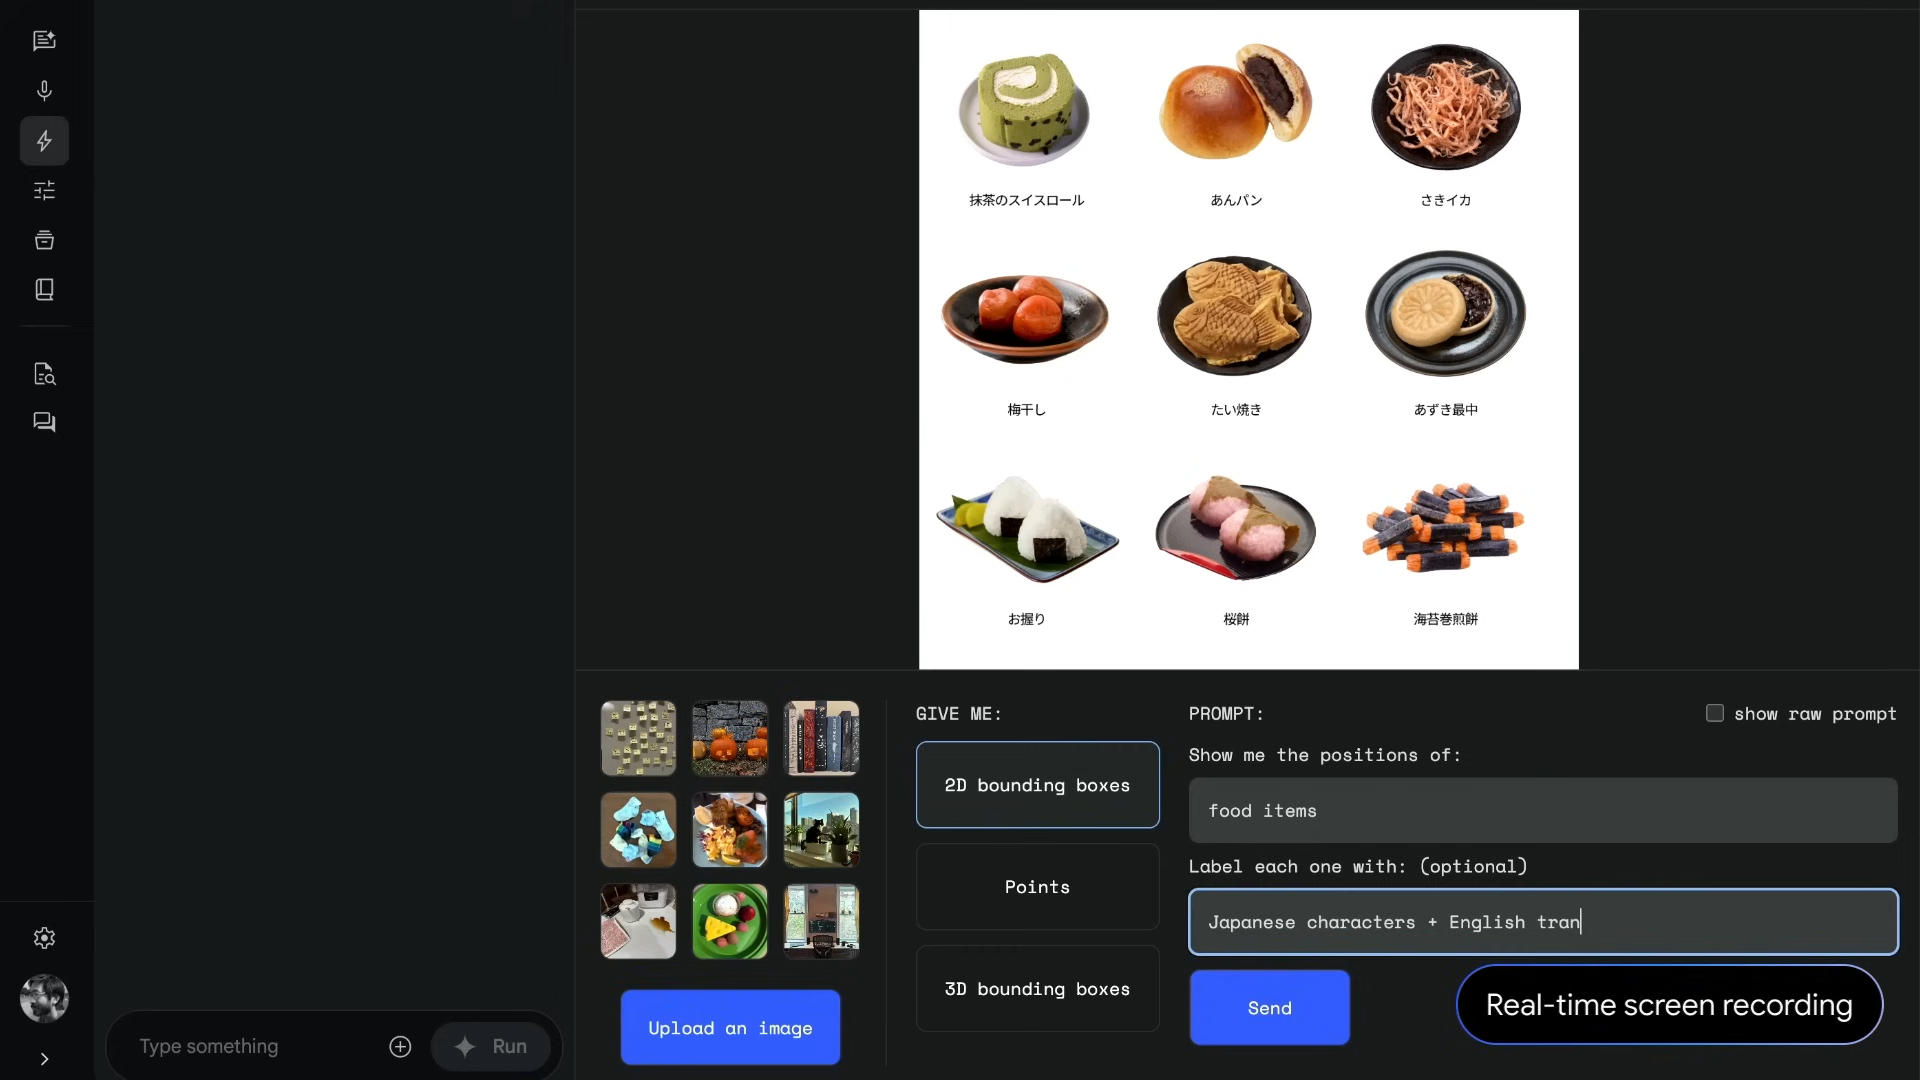 抹茶のスイスロール
あんパン
さきイカ
梅干し
たい焼き
あずき最中
お握り
桜餅
海苔巻煎餅
GIVE ME:
2D bounding boxes
Points
3D bounding boxes
PROMPT:
show raw prompt
Show me the positions of:
food items
Label each one with: (optional)
Japanese characters + English tran
Send
Real-time screen recording
Upload an image
Type something
Run